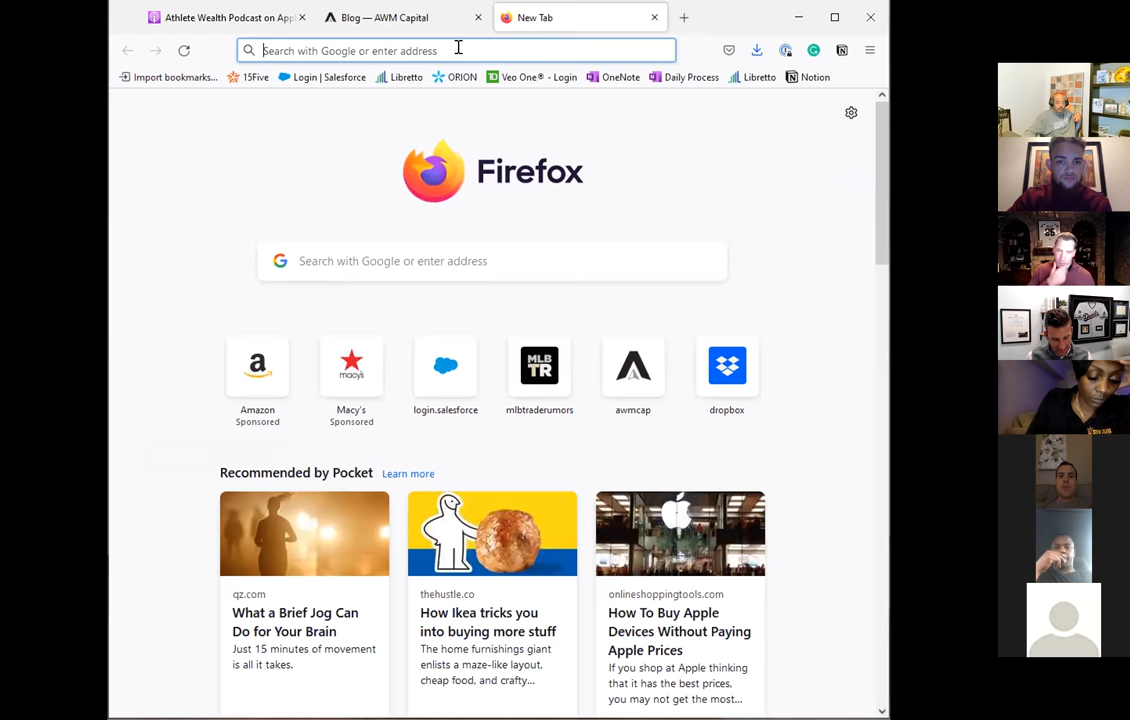 Athlete Wealth Podcast on Appl
Blog — AWM Capital
New Tab
Search with Google or enter address
Import bookmarks...
15Five
Login | Salesforce
Libretto
ORION
Veo One® - Login
OneNote
Daily Process
Libretto
Notion
Firefox
Search with Google or enter address
a
macy's
MLB
TR
Amazon
Sponsored
Macy's
Sponsored
login.salesforce
mlbtraderumors
awmcap
dropbox
Recommended by Pocket Learn more
qz.com
What a Brief Jog Can
Do for Your Brain
Just 15 minutes of movement
is all it takes.
thehustle.co
How Ikea tricks you
into buying more stuff
The home furnishings giant
enlists a maze-like layout,
cheap food, and crafty...
onlineshoppingtools.com
How To Buy Apple
Devices Without Paying
Apple Prices
If you shop at Apple thinking
that it has the best prices,
you may not get the most...
25